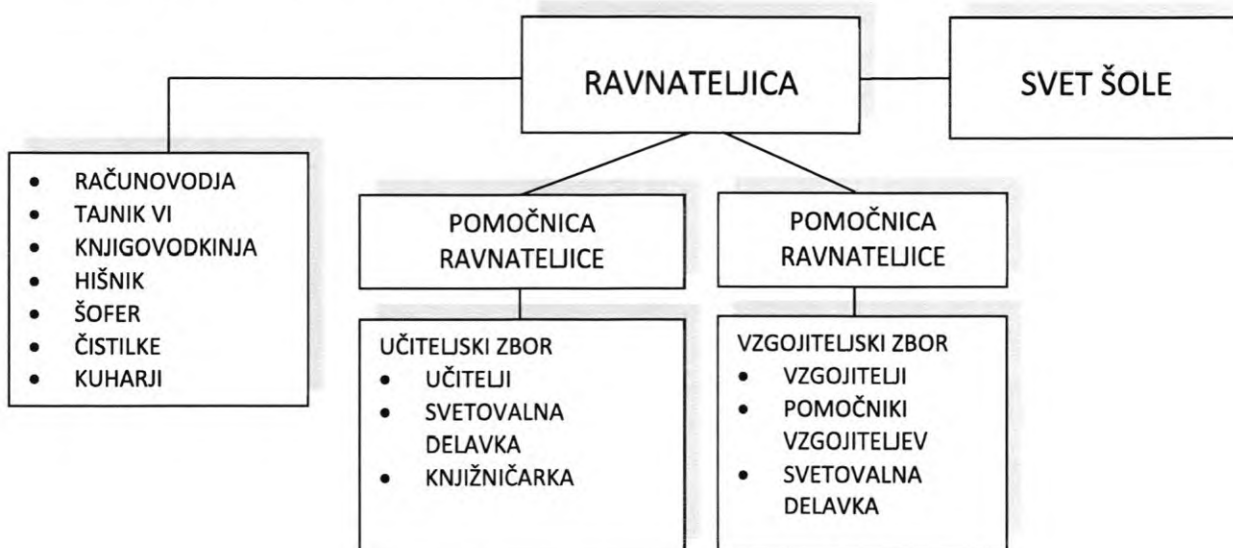 RAVNATELJICA
SVET ŠOLE
• RAČUNOVODJA
• TAJNIK VI
• KNJIGOVODKINJA
• HIŠNIK
• ŠOFER
• ČISTILKE
• KUHARJI
POMOČNICA
RAVNATELJICE
POMOČNICA
RAVNATELJICE
UČITELJSKI ZBOR
• UČITELJI
• SVETOVALNA
DELAVKA
• KNJIŽNIČARKA
VZGOJITELJSKI ZBOR
• VZGOJITELJI
• POMOČNIKI
VZGOJITELJEV
• SVETOVALNA
DELAVKA